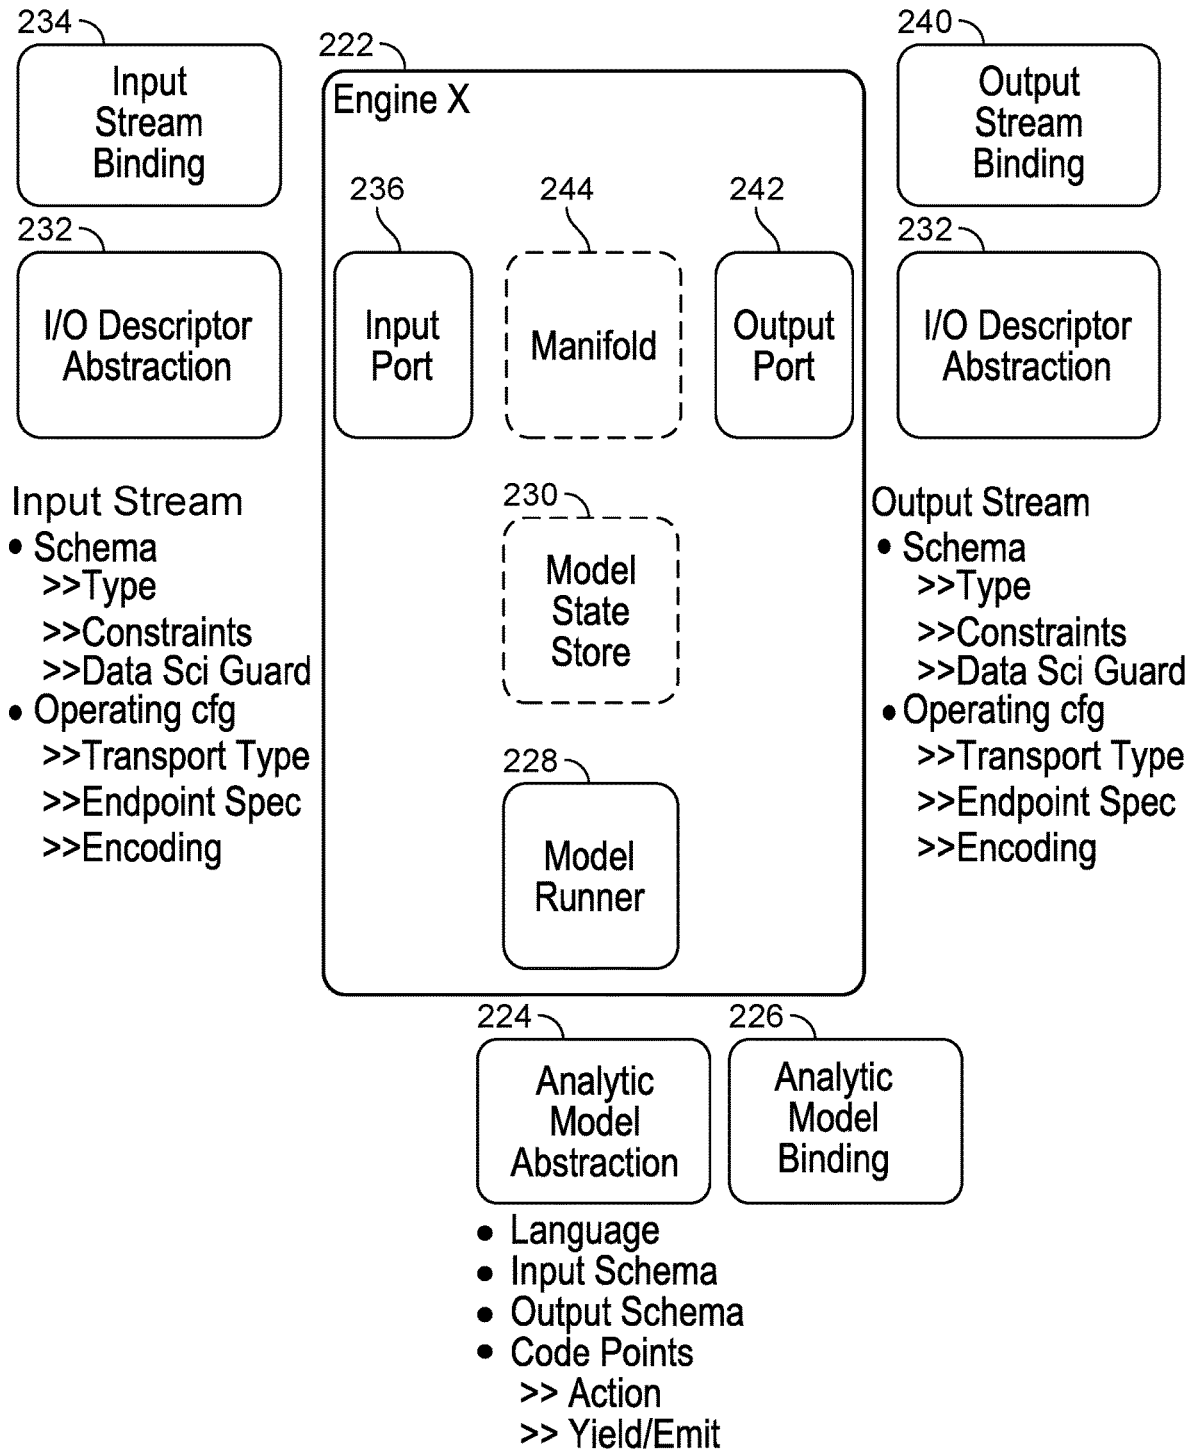 234
Input
Stream
Binding
232
I/O Descriptor
Abstraction
Input Stream
• Schema
>>Type
>>Constraints
>>Data Sci Guard
• Operating cfg
>>Transport Type
>>Endpoint Spec
>>Encoding
222
Engine X
236
Input
Port
244
Manifold
242
Output
Port
230
Model
State
Store
228
Model
Runner
240
Output
Stream
Binding
232
I/O Descriptor
Abstraction
Output Stream
• Schema
>>Type
>>Constraints
>>Data Sci Guard
• Operating cfg
>>Transport Type
>>Endpoint Spec
>>Encoding
224
Analytic
Model
Abstraction
• Language
• Input Schema
• Output Schema
• Code Points
>> Action
>> Yield/Emit
226
Analytic
Model
Binding